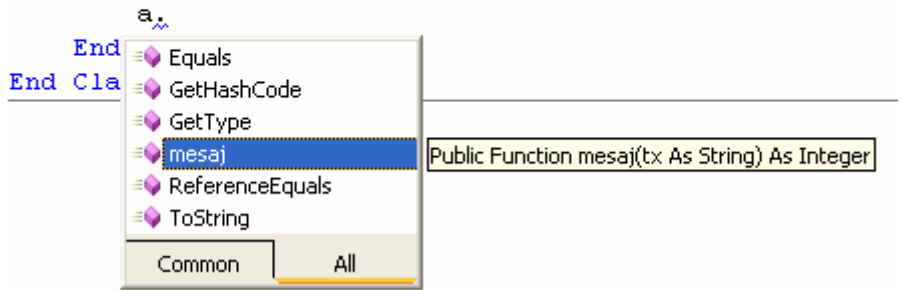 a.
End
Equals
End Cla
GetHashCode
GetType
mesaj
Public Function mesaj(tx As String) As Integer
ReferenceEquals
ToString
Common All